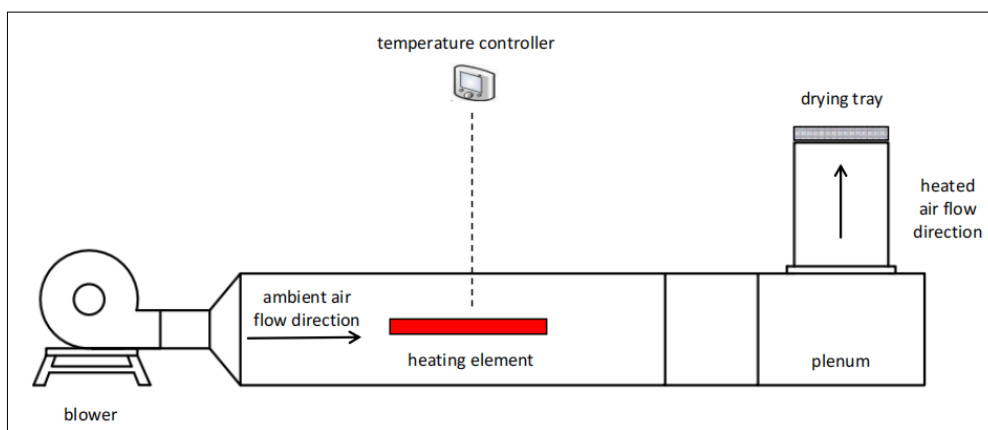 temperature controller
drying tray
heated
air flow
direction
ambient air
flow direction
heating element
plenum
blower